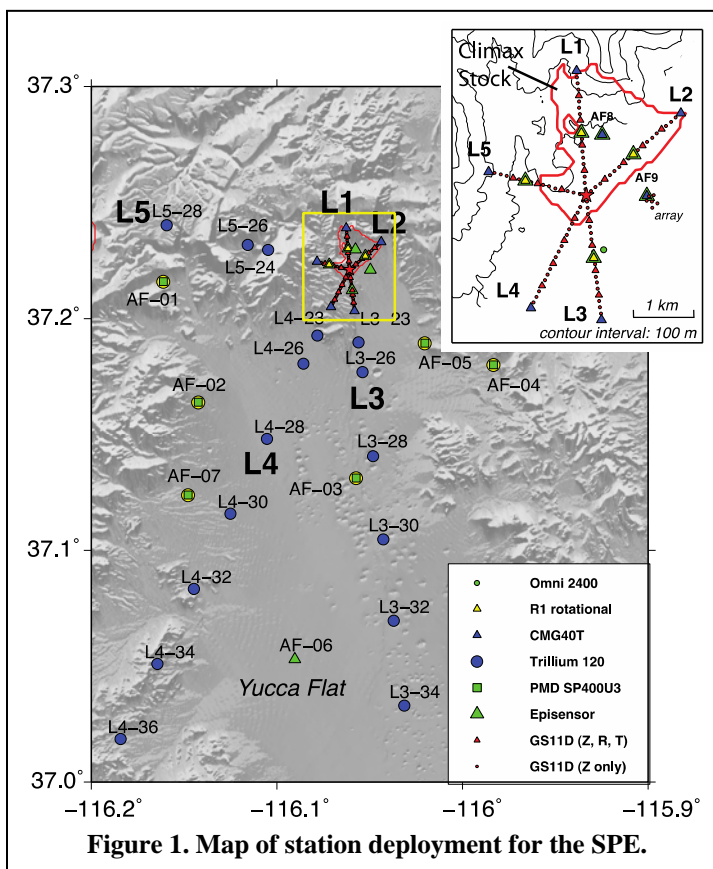 L1
Climax
Stock
L2
AF8
L5
AF9
array
L4
L3
1 km
contour interval: 100 m
37.3˚
37.2˚
37.1˚
37.0˚
L5
L5−28
L5−26
L5−24
L1
L2
AF−01
L4−23
L3−23
L4−26
L3−26
AF−05
AF−04
AF−02
L3
L4−28
L3−28
L4
AF−07
AF−03
L4−30
L3−30
L4−32
L3−32
AF−06
L4−34
Yucca Flat
L3−34
L4−36
Omni 2400
R1 rotational
CMG40T
Trillium 120
PMD SP400U3
Episensor
GS11D (Z, R, T)
GS11D (Z only)
−116.2˚
−116.1˚
−116˚
−115.9˚
Figure 1. Map of station deployment for the SPE.